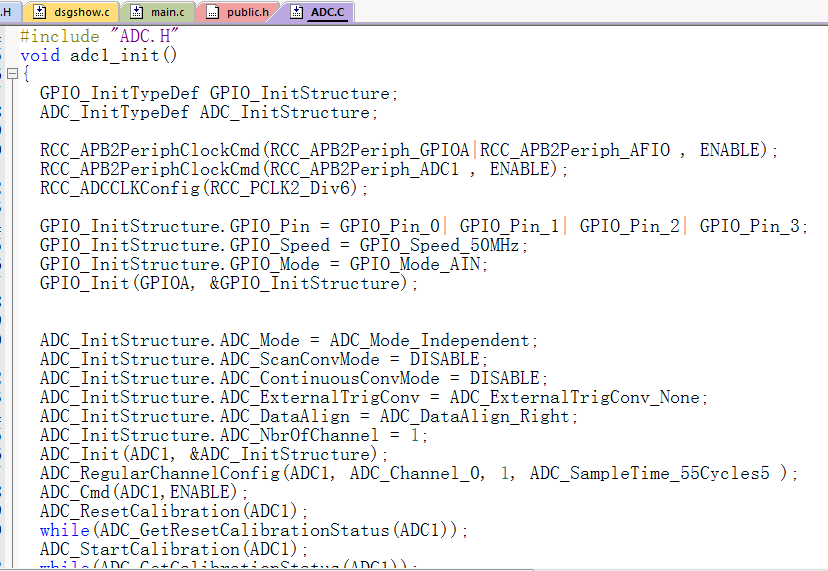 .H dsgshow.c main.c public.h ADC.C
#include "ADC.H"
void adc1_init()
{
GPIO_InitTypeDef GPIO_InitStructure;
ADC_InitTypeDef ADC_InitStructure;
RCC_APB2PeriphClockCmd(RCC_APB2Periph_GPIOA|RCC_APB2Periph_AFIO , ENABLE);
RCC_APB2PeriphClockCmd(RCC_APB2Periph_ADC1 , ENABLE);
RCC_ADCCLKConfig(RCC_PCLK2_Div6);
GPIO_InitStructure.GPIO_Pin = GPIO_Pin_0| GPIO_Pin_1| GPIO_Pin_2| GPIO_Pin_3;
GPIO_InitStructure.GPIO_Speed = GPIO_Speed_50MHz;
GPIO_InitStructure.GPIO_Mode = GPIO_Mode_AIN;
GPIO_Init(GPIOA, &GPIO_InitStructure);
ADC_InitStructure.ADC_Mode = ADC_Mode_Independent;
ADC_InitStructure.ADC_ScanConvMode = DISABLE;
ADC_InitStructure.ADC_ContinuousConvMode = DISABLE;
ADC_InitStructure.ADC_ExternalTrigConv = ADC_ExternalTrigConv_None;
ADC_InitStructure.ADC_DataAlign = ADC_DataAlign_Right;
ADC_InitStructure.ADC_NbrOfChannel = 1;
ADC_Init(ADC1, &ADC_InitStructure);
ADC_RegularChannelConfig(ADC1, ADC_Channel_0, 1, ADC_SampleTime_55Cycles5 );
ADC_Cmd(ADC1,ENABLE);
ADC_ResetCalibration(ADC1);
while(ADC_GetResetCalibrationStatus(ADC1));
ADC_StartCalibration(ADC1);
while(ADC_GetCalibrationStatus(ADC1));